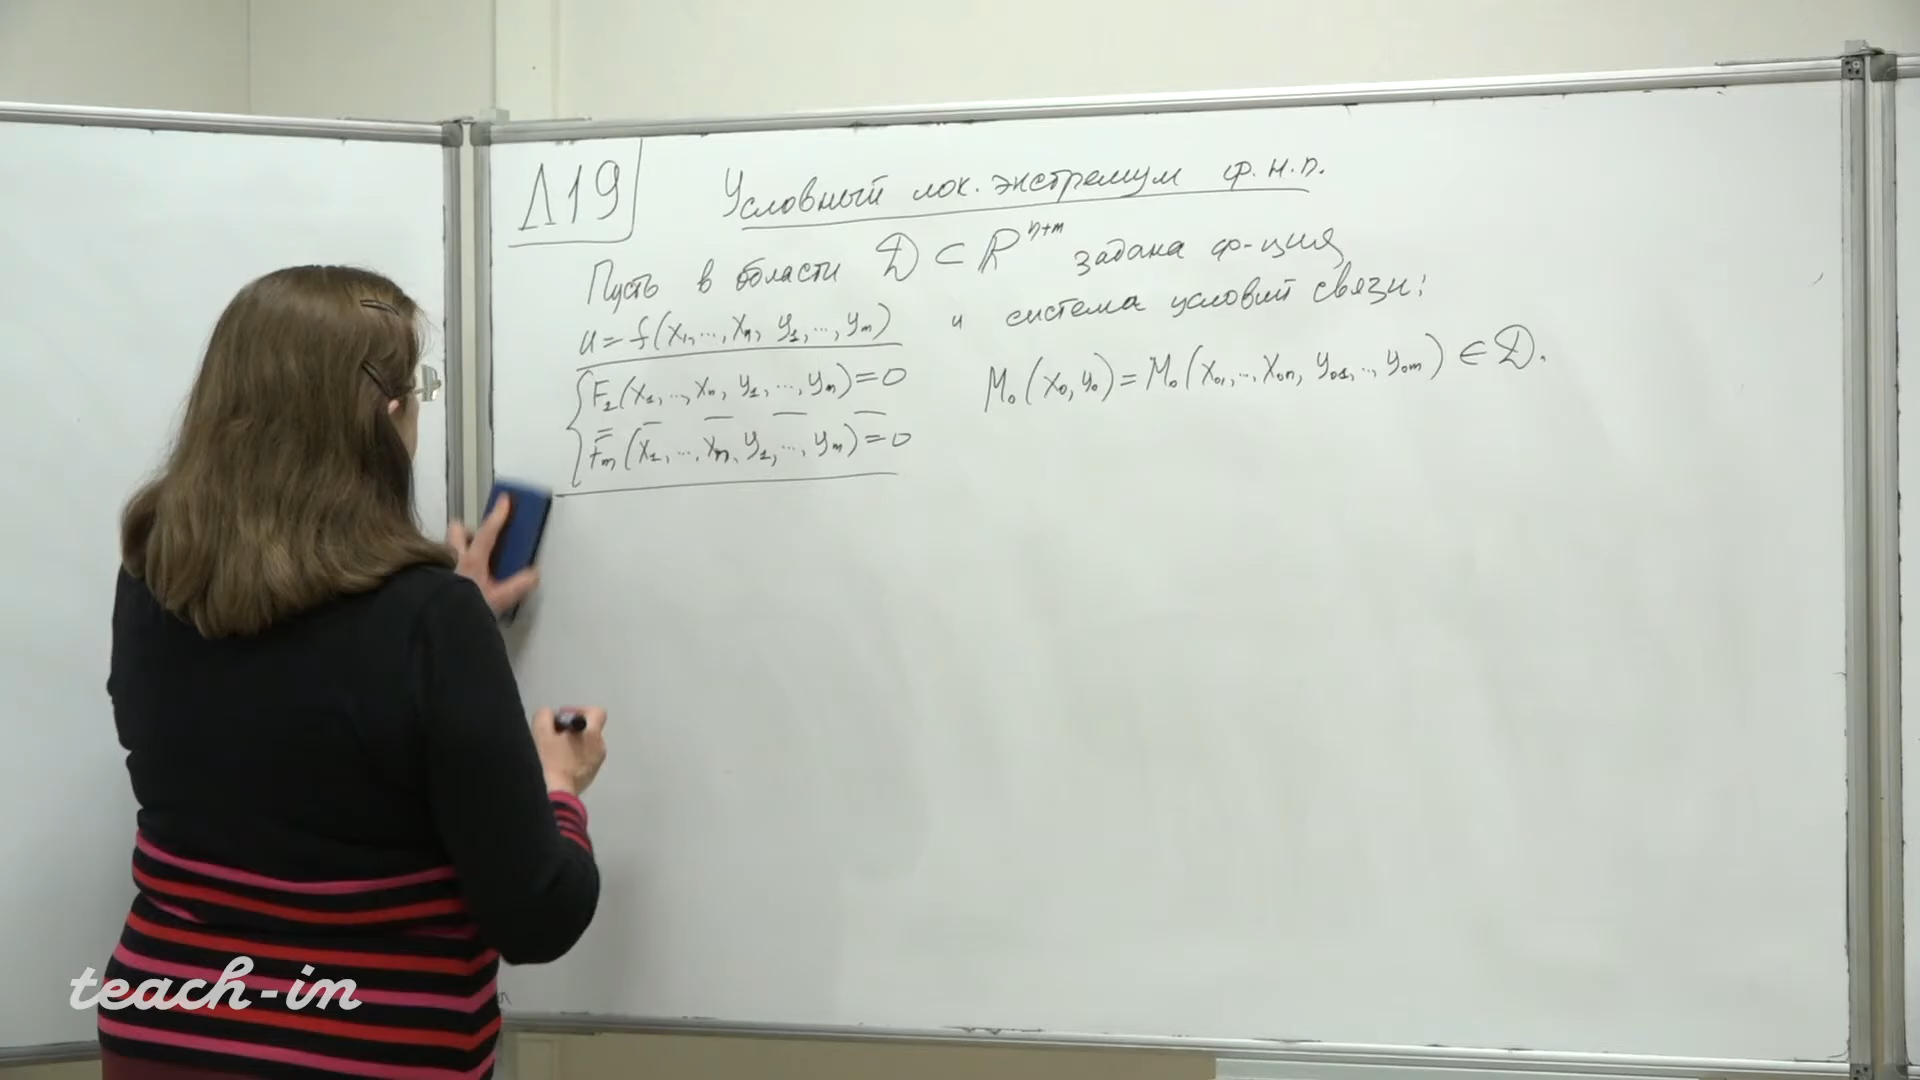 Л19
Условный лок. экстремум ф.н.п.
Пусть в области D ⊂ R^{n+m} задана ф-ция
u = f(x₁,...,xₙ, y₁,...,yₘ) и система условий связи:
{ F₁(x₁,...,xₙ, y₁,...,yₘ) = 0
Fₘ(x₁,...,xₙ, y₁,...,yₘ) = 0
M₀(x₀,y₀) = M₀(x₀₁,...,x₀ₙ, y₀₁,...,y₀ₘ) ∈ D.
teach-in